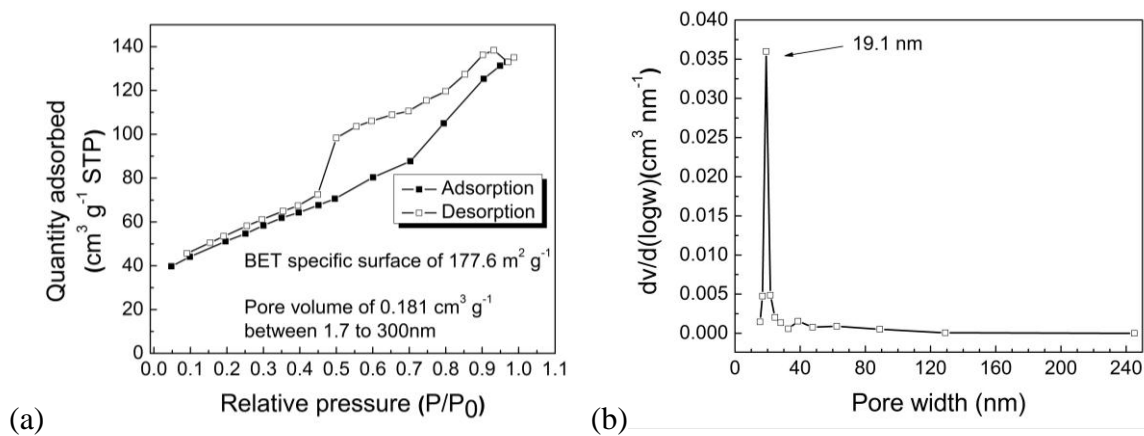 140
120
100
80
60
40
20
0
Quantity adsorbed
(cm³ g⁻¹ STP)
Adsorption
Desorption
BET specific surface of 177.6 m² g⁻¹
Pore volume of 0.181 cm³ g⁻¹
between 1.7 to 300nm
0.0 0.1 0.2 0.3 0.4 0.5 0.6 0.7 0.8 0.9 1.0 1.1
Relative pressure (P/P₀)
(a)
0.040
0.035
0.030
0.025
0.020
0.015
0.010
0.005
0.000
dv/d(logw)(cm³ nm⁻¹)
19.1 nm
0 40 80 120 160 200 240
Pore width (nm)
(b)